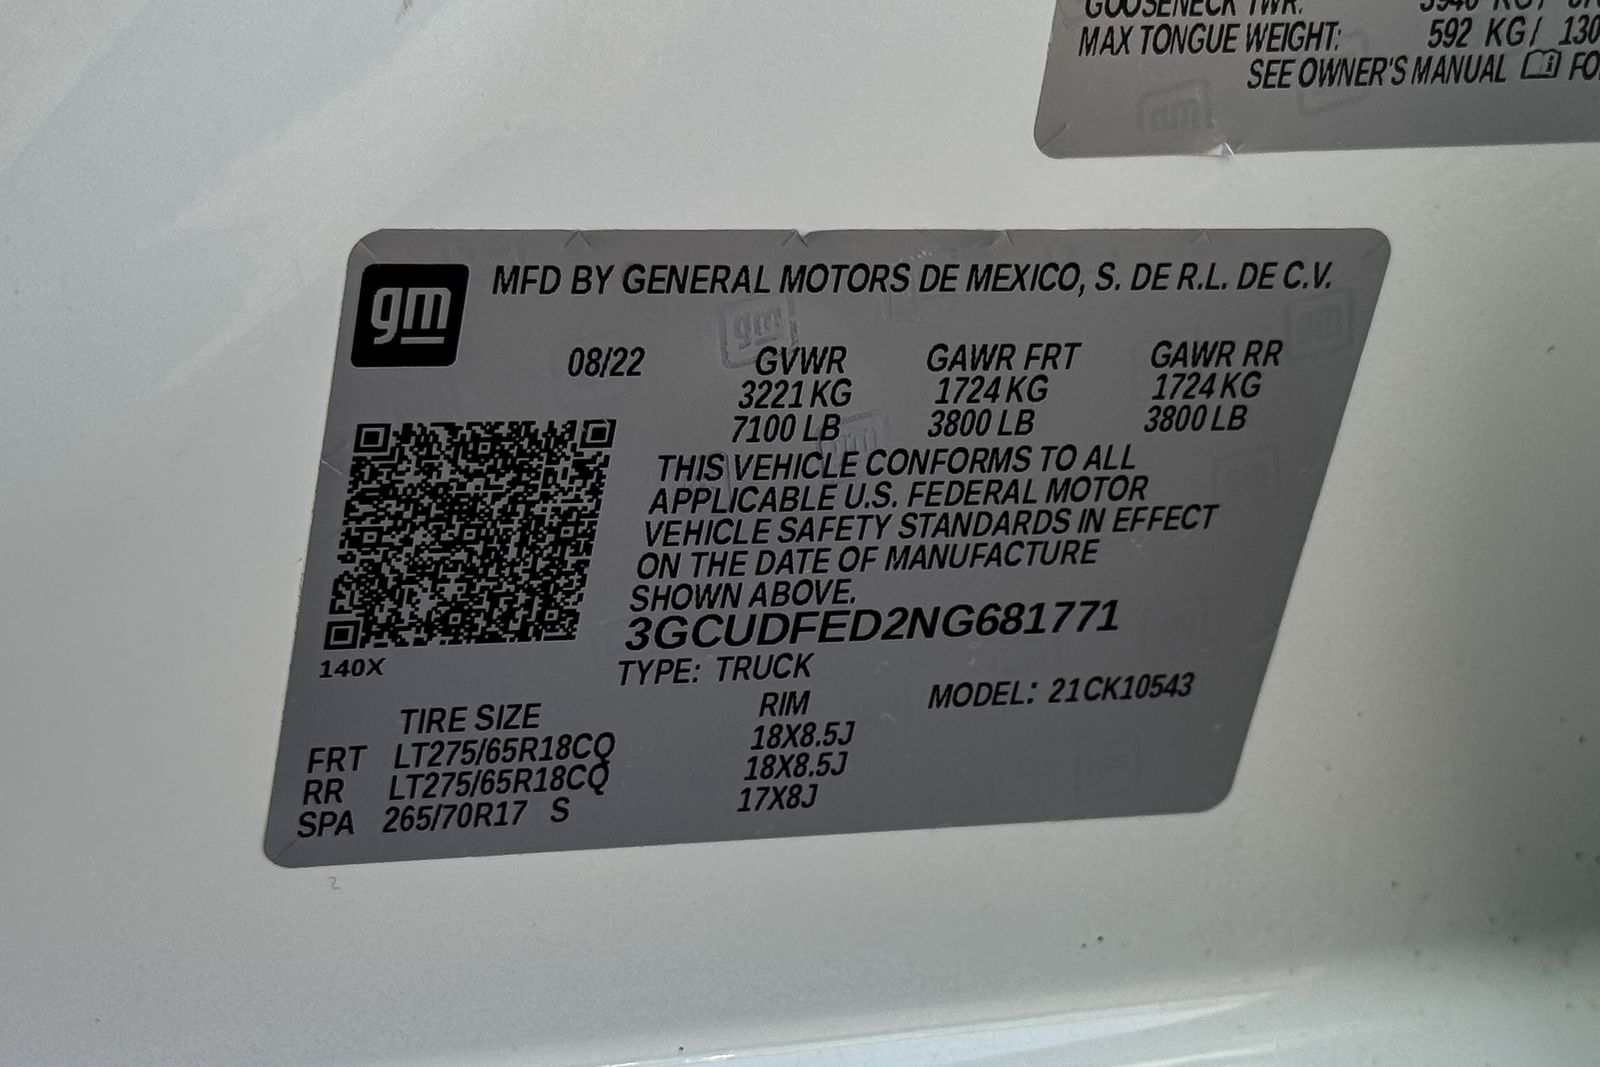 GOOSENECK TWR:
MAX TONGUE WEIGHT: 592 KG / 130
SEE OWNER'S MANUAL FO
gm
MFD BY GENERAL MOTORS DE MEXICO, S. DE R.L. DE C.V.
08/22 GVWR GAWR FRT GAWR RR
3221 KG 1724 KG 1724 KG
7100 LB 3800 LB 3800 LB
THIS VEHICLE CONFORMS TO ALL
APPLICABLE U.S. FEDERAL MOTOR
VEHICLE SAFETY STANDARDS IN EFFECT
ON THE DATE OF MANUFACTURE
SHOWN ABOVE.
3GCUDFED2NG681771
140X
TYPE: TRUCK
MODEL: 21CK10543
TIRE SIZE RIM
FRT LT275/65R18CQ 18X8.5J
RR LT275/65R18CQ 18X8.5J
SPA 265/70R17 S 17X8J